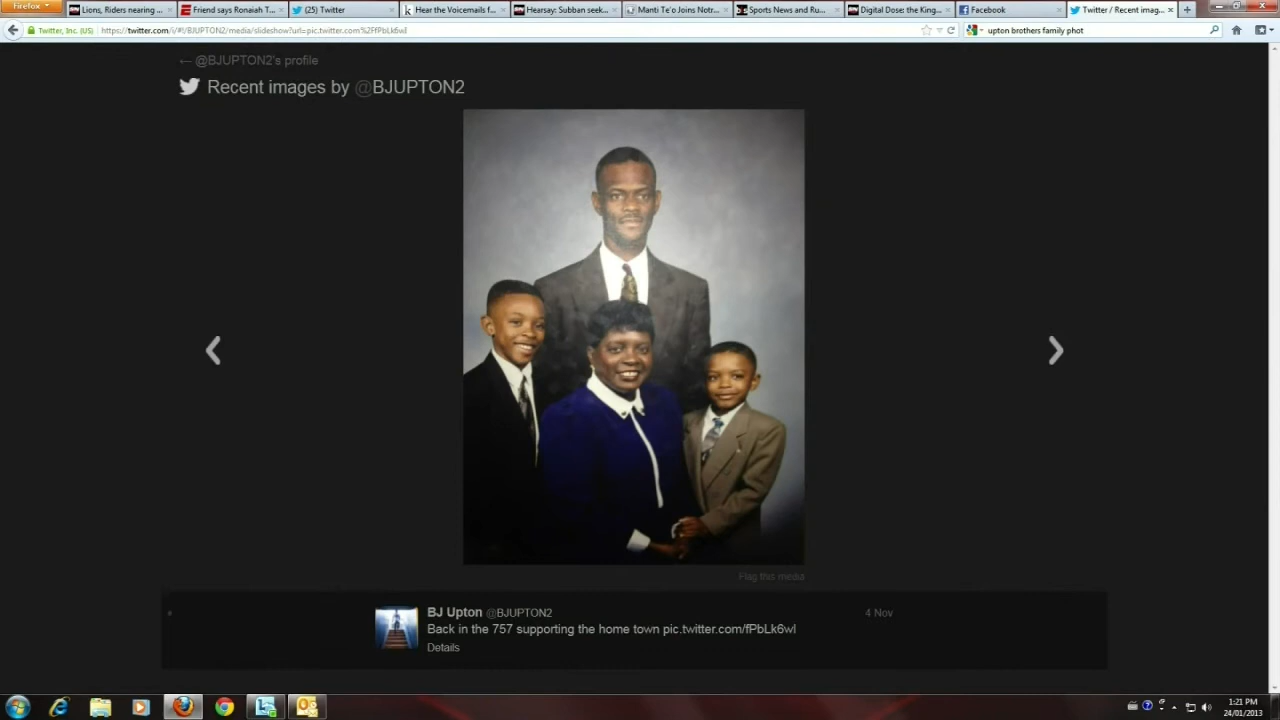 Firefox
Lions, Riders nearing ...
Friend says Ronaiah T...
(25) Twitter
Hear the Voicemails f...
Hearsay: Subban seek...
Manti Te'o Joins Notr...
Sports News and Ru...
Digital Dose: the King...
Facebook
Twitter / Recent imag...
Twitter, Inc. (US)
https://twitter.com/i/#!/BJUPTON2/media/slideshow?url=pic.twitter.com%2FfPbLk6wl
upton brothers family phot
← @BJUPTON2's profile
Recent images by @BJUPTON2
Flag this media
BJ Upton @BJUPTON2
4 Nov
Back in the 757 supporting the home town pic.twitter.com/fPbLk6wl
Details
1:21 PM
24/01/2013